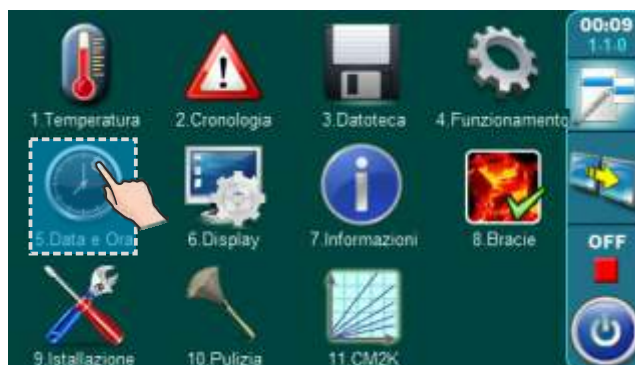 00:09
1-1-0
1.Temperatura
2.Cronologia
3.Datoteca
4.Funzionamento
5.Data e Ora
6.Display
7.Informazioni
8.Bracie
OFF
9.Istallazione
10.Pulizia
11.CM2K